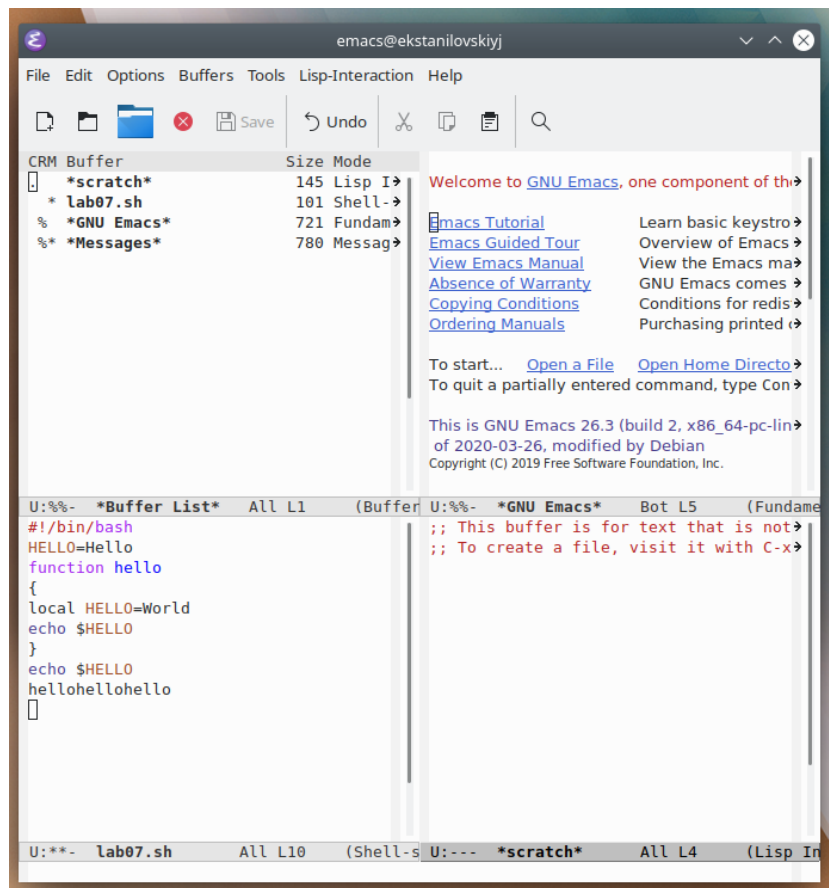 emacs@ekstanilovskiyj
File Edit Options Buffers Tools Lisp-Interaction Help
Save Undo
CRM Buffer Size Mode
. *scratch* 145 Lisp I
* lab07.sh 101 Shell-
% *GNU Emacs* 721 Fundam
%* *Messages* 780 Messag
U:%%- *Buffer List* All L1 (Buffer
Welcome to GNU Emacs, one component of the
Emacs Tutorial Learn basic keystro
Emacs Guided Tour Overview of Emacs
View Emacs Manual View the Emacs ma
Absence of Warranty GNU Emacs comes
Copying Conditions Conditions for redis
Ordering Manuals Purchasing printed
To start... Open a File Open Home Directo
To quit a partially entered command, type Con
This is GNU Emacs 26.3 (build 2, x86_64-pc-lin
of 2020-03-26, modified by Debian
Copyright (C) 2019 Free Software Foundation, Inc.
U:%%- *GNU Emacs* Bot L5 (Fundame
#!/bin/bash
HELLO=Hello
function hello
{
local HELLO=World
echo $HELLO
}
echo $HELLO
hellohellohello
U:**- lab07.sh All L10 (Shell-s
;; This buffer is for text that is not
;; To create a file, visit it with C-x
U:--- *scratch* All L4 (Lisp In